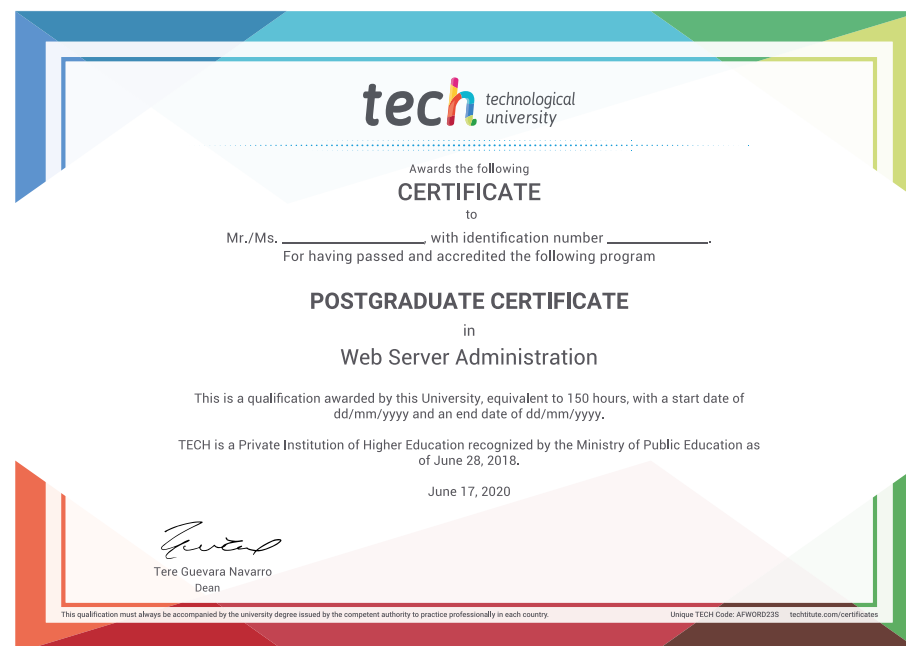 tech technological
university
Awards the following
CERTIFICATE
to
Mr./Ms. ____________________, with identification number ______________.
For having passed and accredited the following program
POSTGRADUATE CERTIFICATE
in
Web Server Administration
This is a qualification awarded by this University, equivalent to 150 hours, with a start date of
dd/mm/yyyy and an end date of dd/mm/yyyy.
TECH is a Private Institution of Higher Education recognized by the Ministry of Public Education as
of June 28, 2018.
June 17, 2020
Tere Guevara Navarro
Dean
This qualification must always be accompanied by the university degree issued by the competent authority to practice professionally in each country.
Unique TECH Code: AFWORD23S techtitute.com/certificates